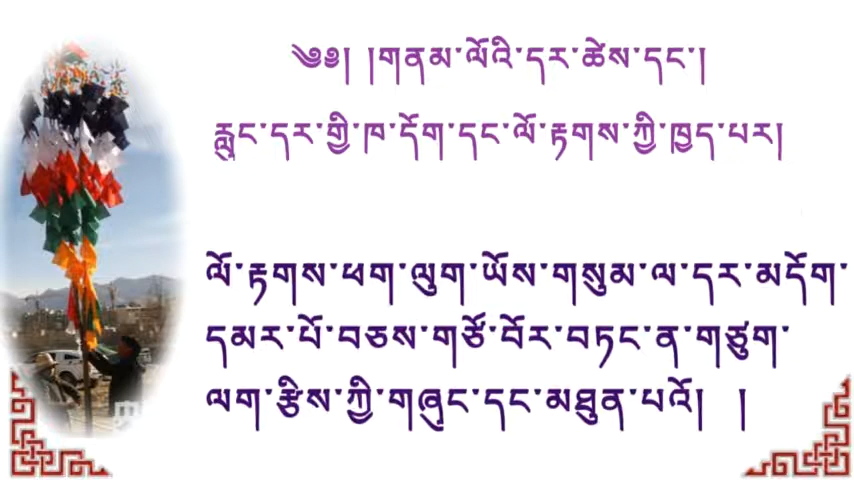 ༄༅། །གནམ་ལོའི་དར་ཚེས་དང་།
རླུང་དར་གྱི་ཁ་དོག་དང་ལོ་རྟགས་ཀྱི་ཁྱད་པར།
ལོ་རྟགས་ཕག་ལུག་ཡོས་གསུམ་ལ་དར་མདོག་
དམར་པོ་བཅས་གཙོ་བོར་བཏང་ན་གཙུག་
ལག་རྩིས་ཀྱི་གཞུང་དང་མཐུན་པའོ། །